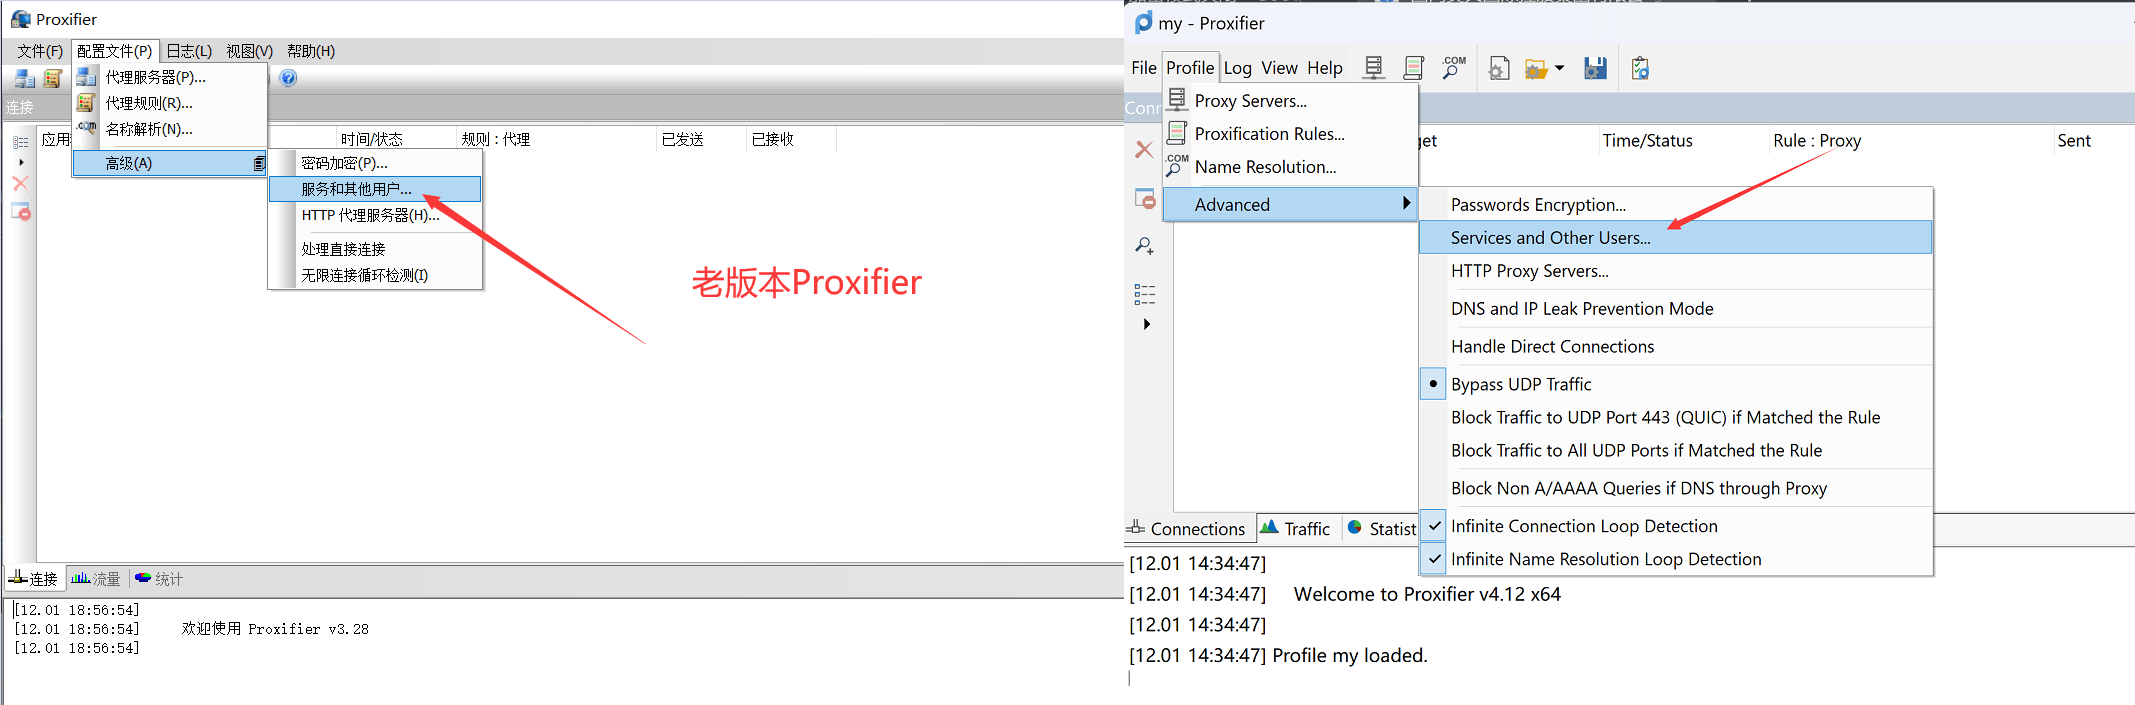 Proxifier
文件(F) 配置文件(P) 日志(L) 视图(V) 帮助(H)
代理服务器(P)...
代理规则(R)...
名称解析(N)...
高级(A)
连接
应用
时间/状态
规则 : 代理
已发送
已接收
密码加密(P)...
服务和其他用户...
HTTP 代理服务器(H)...
处理直接连接
无限连接循环检测(I)
老版本Proxifier
连接 流量 统计
[12.01 18:56:54]
[12.01 18:56:54] 欢迎使用 Proxifier v3.28
[12.01 18:56:54]
my - Proxifier
File Profile Log View Help
.COM
Proxy Servers...
Proxification Rules...
.COM
Name Resolution...
Advanced
Conn
get
Time/Status
Rule : Proxy
Sent
Passwords Encryption...
Services and Other Users...
HTTP Proxy Servers...
DNS and IP Leak Prevention Mode
Handle Direct Connections
Bypass UDP Traffic
Block Traffic to UDP Port 443 (QUIC) if Matched the Rule
Block Traffic to All UDP Ports if Matched the Rule
Block Non A/AAAA Queries if DNS through Proxy
Infinite Connection Loop Detection
Infinite Name Resolution Loop Detection
Connections Traffic Statist
[12.01 14:34:47]
[12.01 14:34:47] Welcome to Proxifier v4.12 x64
[12.01 14:34:47]
[12.01 14:34:47] Profile my loaded.